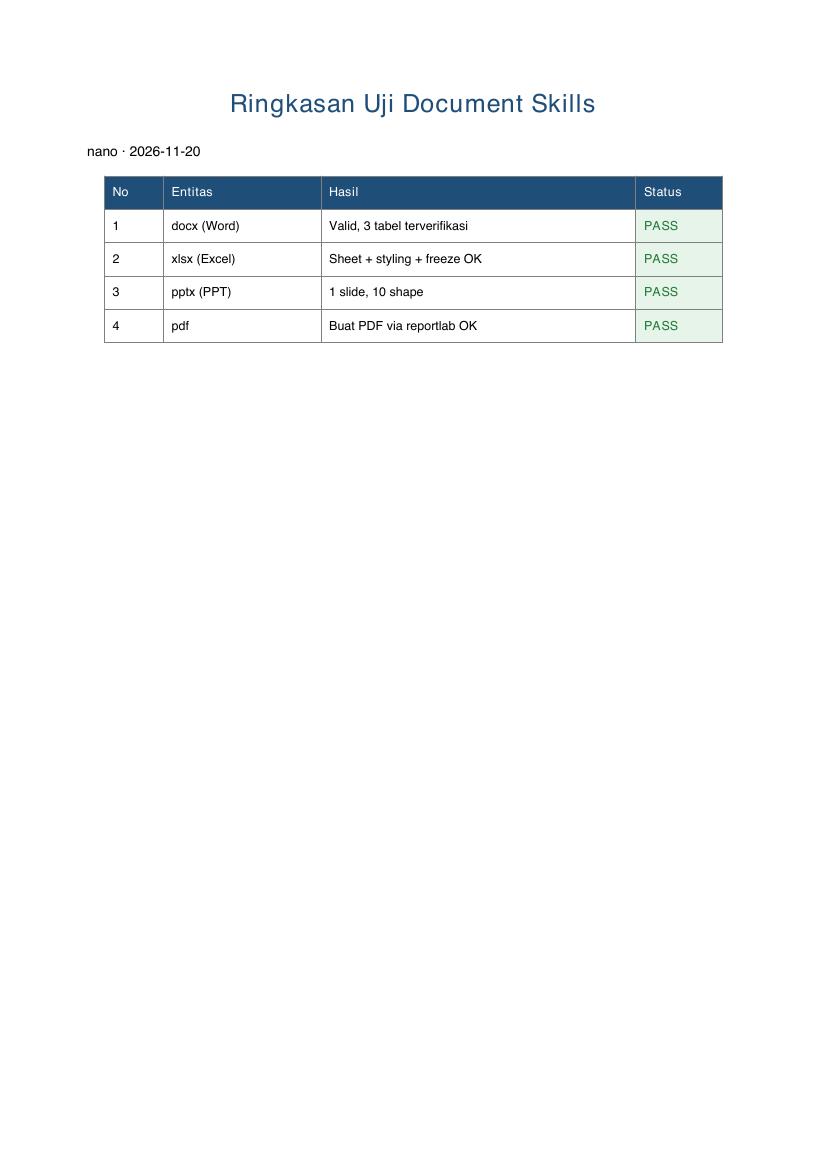 Ringkasan Uji Document Skills
nano · 2026-11-20
No Entitas Hasil Status
1 docx (Word) Valid, 3 tabel terverifikasi PASS
2 xlsx (Excel) Sheet + styling + freeze OK PASS
3 pptx (PPT) 1 slide, 10 shape PASS
4 pdf Buat PDF via reportlab OK PASS